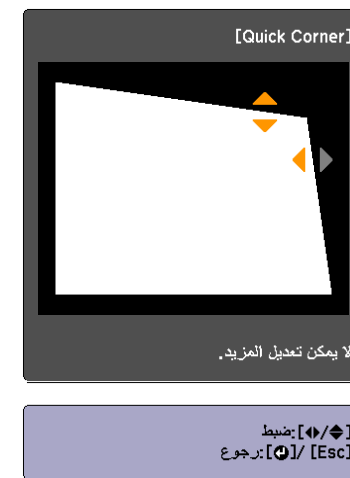 [Quick Corner]
لا يمكن تعديل المزيد.
[◆/◆]:ضبط
[Esc] /[⏎]:رجوع